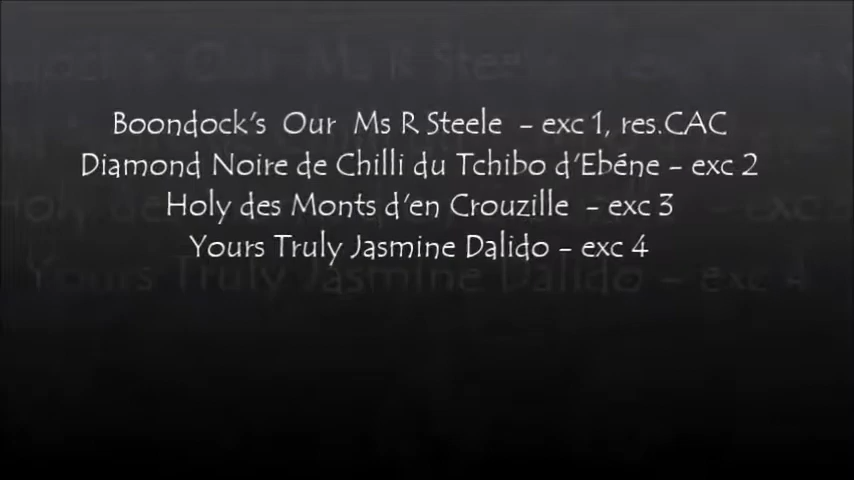 Boondock's Our Ms R Steele - exc 1, res.CAC
Diamond Noire de Chilli du Tchibo d'Ebéne - exc 2
Holy des Monts d'en Crouzille - exc 3
Yours Truly Jasmine Dalido - exc 4